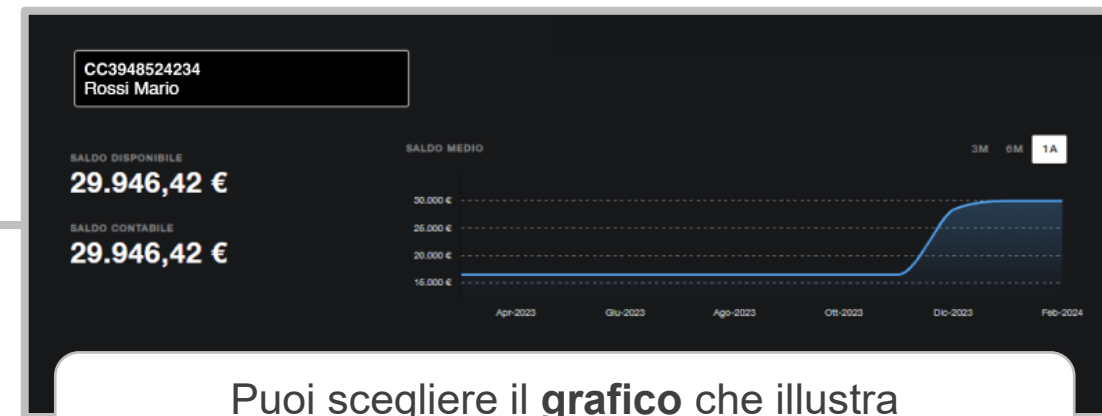 CC3948524234
Rossi Mario
SALDO DISPONIBILE
29.946,42 €
SALDO CONTABILE
29.946,42 €
SALDO MEDIO
3M 6M 1A
30.000 €
25.000 €
20.000 €
15.000 €
Apr-2023 Giu-2023 Ago-2023 Ott-2023 Dic-2023 Feb-2024
Puoi scegliere il grafico che illustra